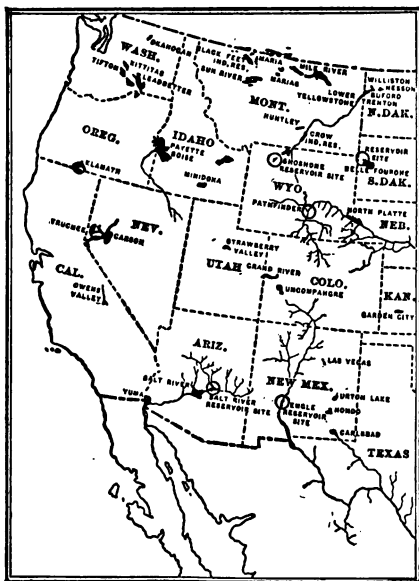 WASH.
OKANOGAN
TIETON
KITTITAS
LEADBETTER
BLACK FEET
IND. RES.
SUN RIVER
MARIA
MARIAS
MILK RIVER
LOWER
YELLOWSTONE
MONT.
HUNTLEY
CROW
IND. RES.
WILLISTON
NESSON
BUFORD
TRENTON
N. DAK.
OREG.
IDAHO
PAYETTE
BOISE
MINIDOKA
KLAMATH
SHOSHONE
RESERVOIR SITE
RESERVOIR
SITE
BELLE FOURCHE
S. DAK.
WYO.
PATHFINDER
NORTH PLATTE
NEB.
NEV.
TRUCKEE
CARSON
CAL.
OWENS
VALLEY
UTAH
STRAWBERRY
VALLEY
GRAND RIVER
UNCOMPAHGRE
COLO.
KAN.
GARDEN CITY
ARIZ.
SALT RIVER
SALT RIVER
RESERVOIR SITE
YUMA
NEW MEX.
LAS VEGAS
URTON LAKE
HONDO
ENGLE
RESERVOIR
SITE
CARLSBAD
TEXAS